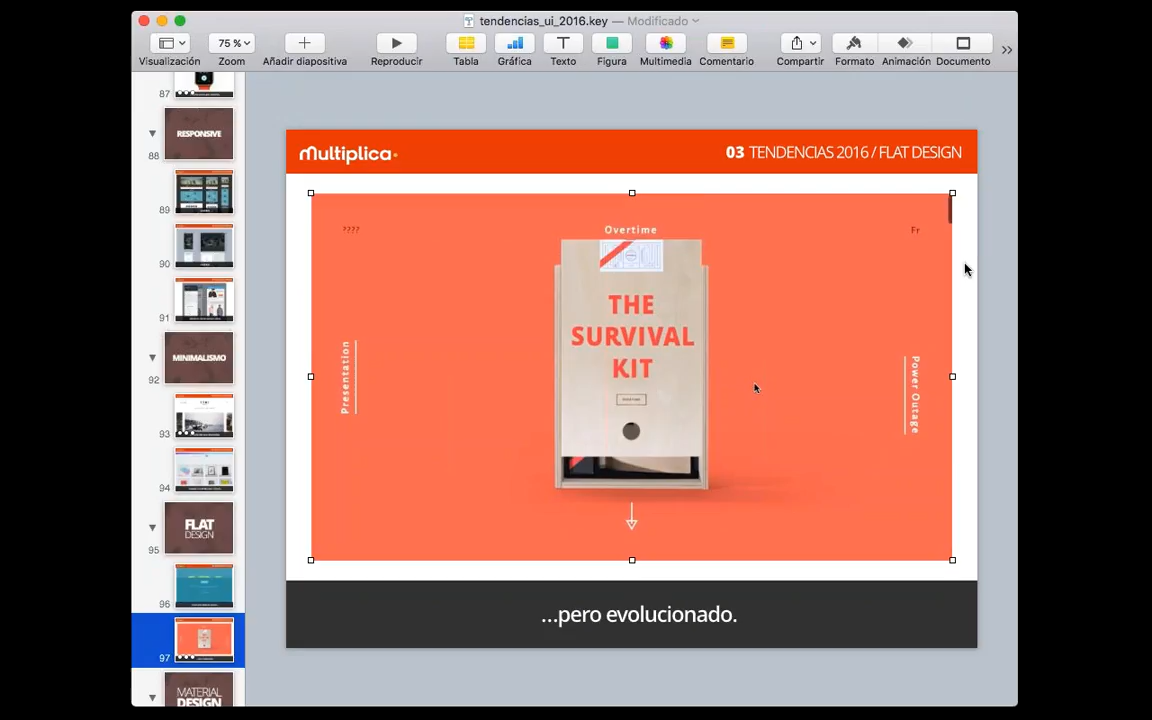 tendencias_ui_2016.key — Modificado
Visualización
75 %
Zoom
Añadir diapositiva
Reproducir
Tabla
Gráfica
Texto
Figura
Multimedia
Comentario
Compartir
Formato
Animación
Documento
87
RESPONSIVE
88
89
90
91
MINIMALISMO
92
93
94
FLAT
DESIGN
95
96
97
MATERIAL
DESIGN
Multiplica
03 TENDENCIAS 2016 / FLAT DESIGN
????
Overtime
Fr
THE
SURVIVAL
KIT
Presentation
Power Outage
...pero evolucionado.